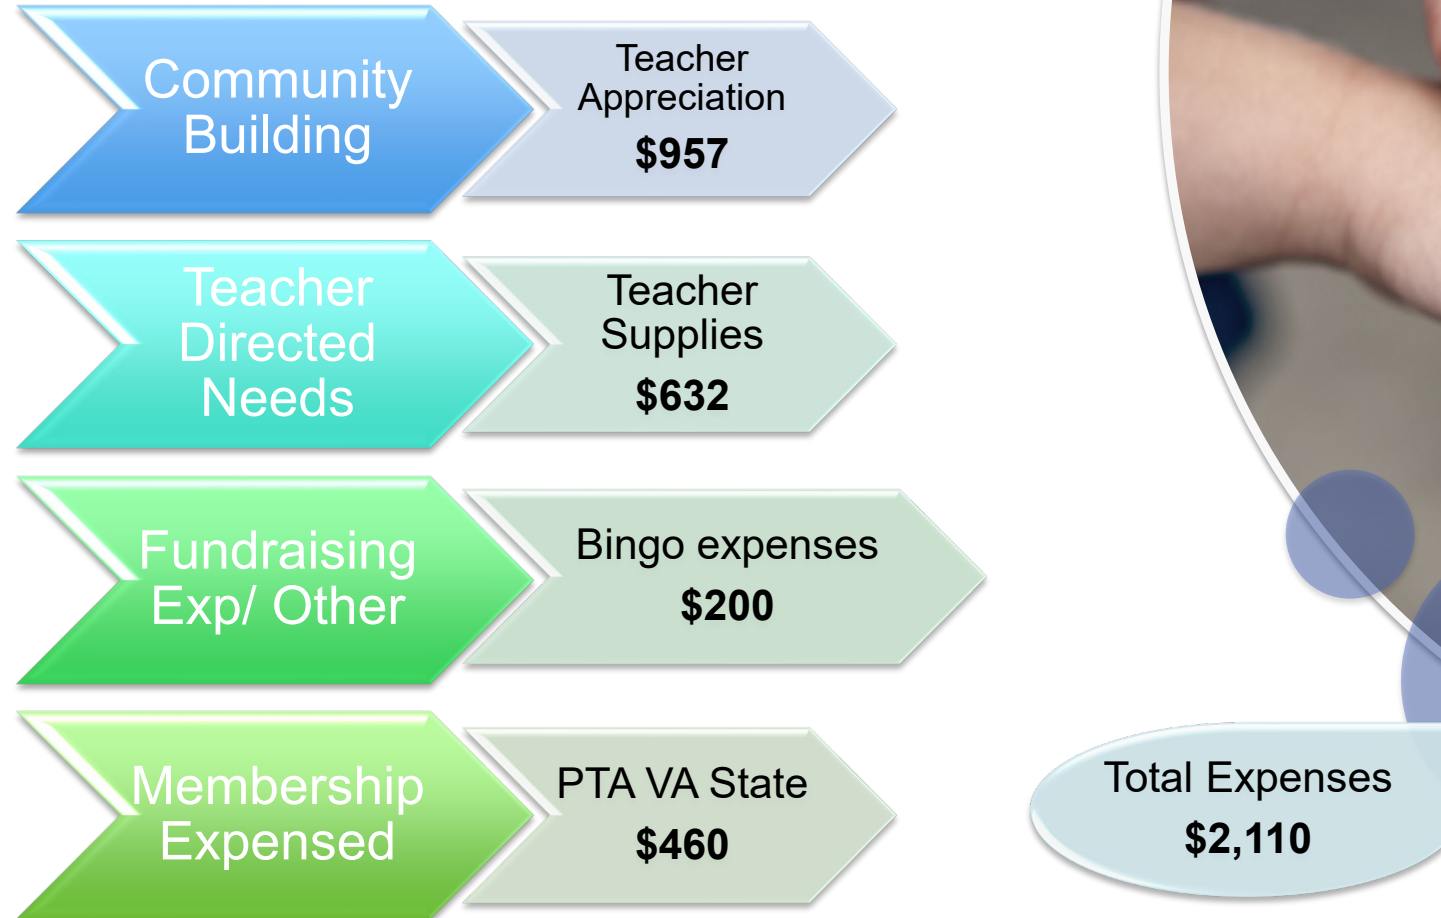 Community
Building
Teacher
Appreciation
$957
Teacher
Directed
Needs
Teacher
Supplies
$632
Fundraising
Exp/ Other
Bingo expenses
$200
Membership
Expensed
PTA VA State
$460
Total Expenses
$2,110